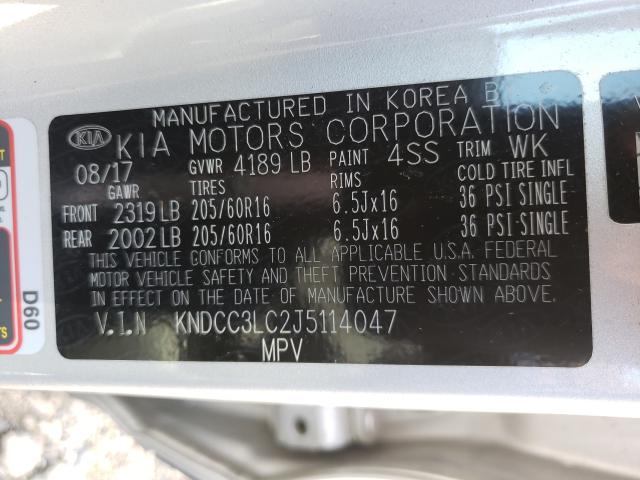 MANUFACTURED IN KOREA B
KIA KIA MOTORS CORPORATION
08/17 GVWR 4189 LB PAINT 4SS TRIM WK
GAWR TIRES RIMS COLD TIRE INFL
FRONT 2319 LB 205/60R16 6.5Jx16 36 PSI-SINGLE-
REAR 2002 LB 205/60R16 6.5Jx16 36 PSI-SINGLE-
THIS VEHICLE CONFORMS TO ALL APPLICABLE U.S.A. FEDERAL
MOTOR VEHICLE SAFETY AND THEFT PREVENTION STANDARDS
IN EFFECT ON THE DATE OF MANUFACTURE SHOWN ABOVE.
V.I.N KNDCC3LC2J5114047
MPV
D60